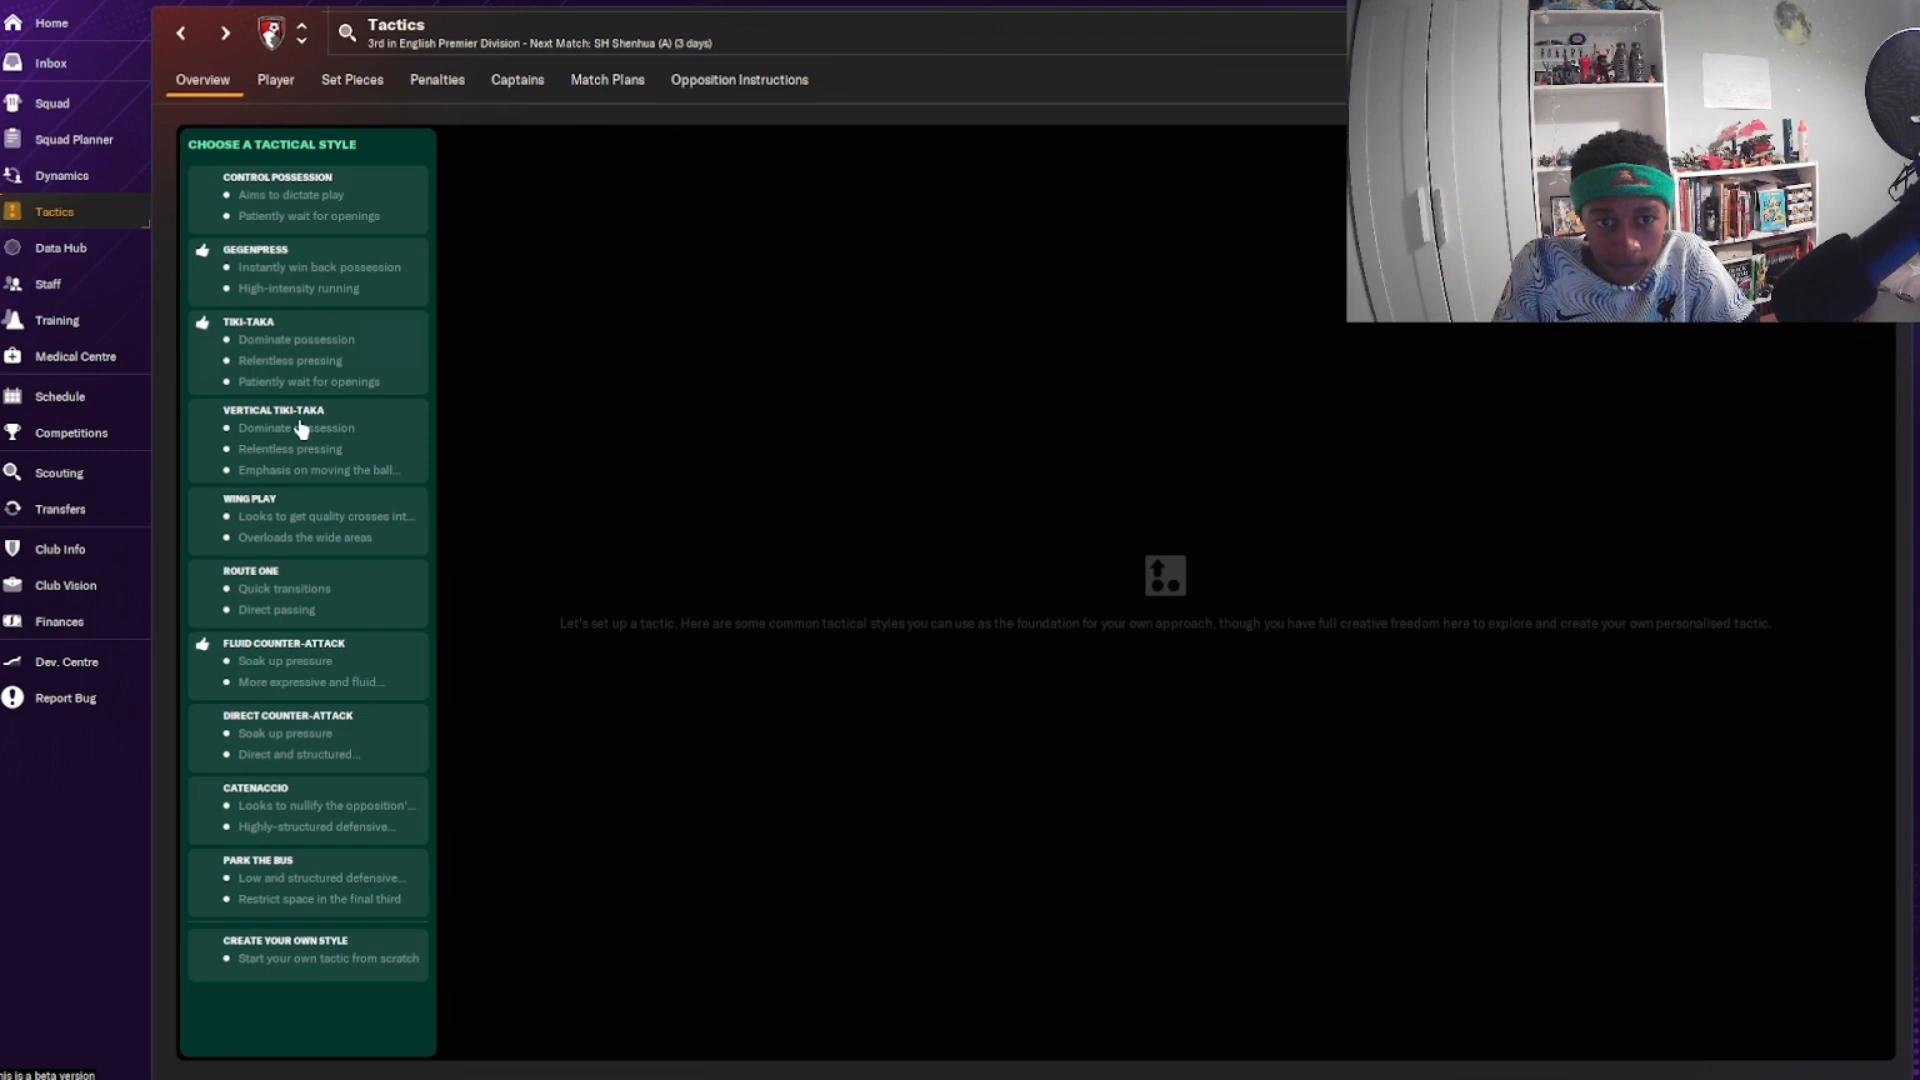 Home
Inbox
Squad
Squad Planner
Dynamics
Tactics
Data Hub
Staff
Training
Medical Centre
Schedule
Competitions
Scouting
Transfers
Club Info
Club Vision
Finances
Dev. Centre
Report Bug
his is a beta version
Tactics
3rd in English Premier Division - Next Match: SH Shenhua (A) (3 days)
Overview Player Set Pieces Penalties Captains Match Plans Opposition Instructions
CHOOSE A TACTICAL STYLE
CONTROL POSSESSION
Aims to dictate play
Patiently wait for openings
GEGENPRESS
Instantly win back possession
High-intensity running
TIKI-TAKA
Dominate possession
Relentless pressing
Patiently wait for openings
VERTICAL TIKI-TAKA
Dominate ssession
Relentless pressing
Emphasis on moving the ball...
WING PLAY
Looks to get quality crosses int...
Overloads the wide areas
ROUTE ONE
Quick transitions
Direct passing
FLUID COUNTER-ATTACK
Soak up pressure
More expressive and fluid...
DIRECT COUNTER-ATTACK
Soak up pressure
Direct and structured...
CATENACCIO
Looks to nullify the opposition'...
Highly-structured defensive...
PARK THE BUS
Low and structured defensive...
Restrict space in the final third
CREATE YOUR OWN STYLE
Start your own tactic from scratch
Let's set up a tactic. Here are some common tactical styles you can use as the foundation for your own approach, though you have full creative freedom here to explore and create your own personalised tactic.